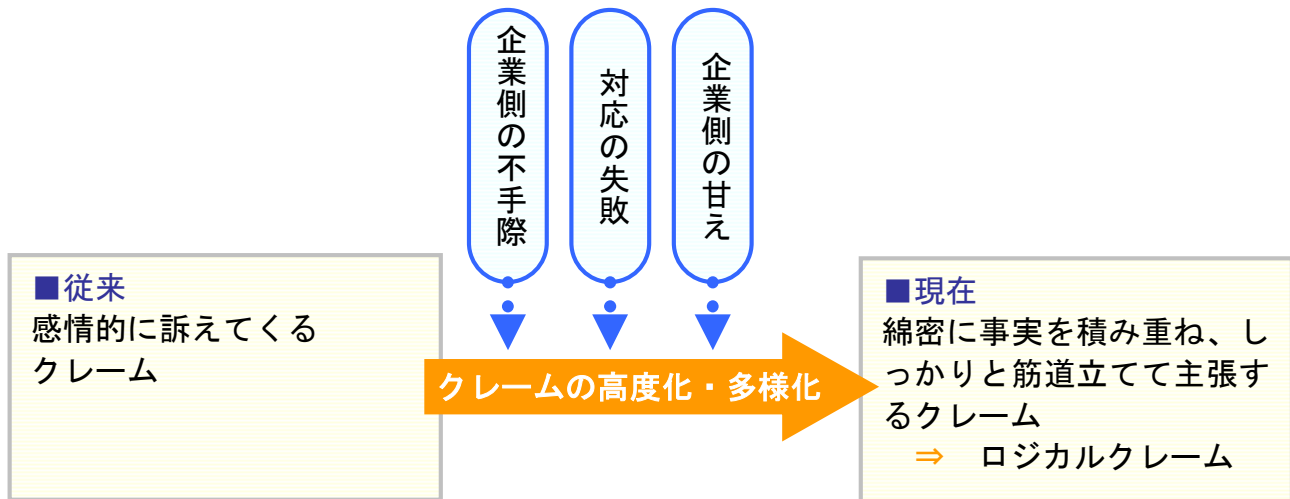 企業側の不手際
対応の失敗
企業側の甘え
■従来
感情的に訴えてくる
クレーム
クレームの高度化・多様化
■現在
綿密に事実を積み重ね、し
っかりと筋道立てて主張す
るクレーム
⇒ ロジカルクレーム